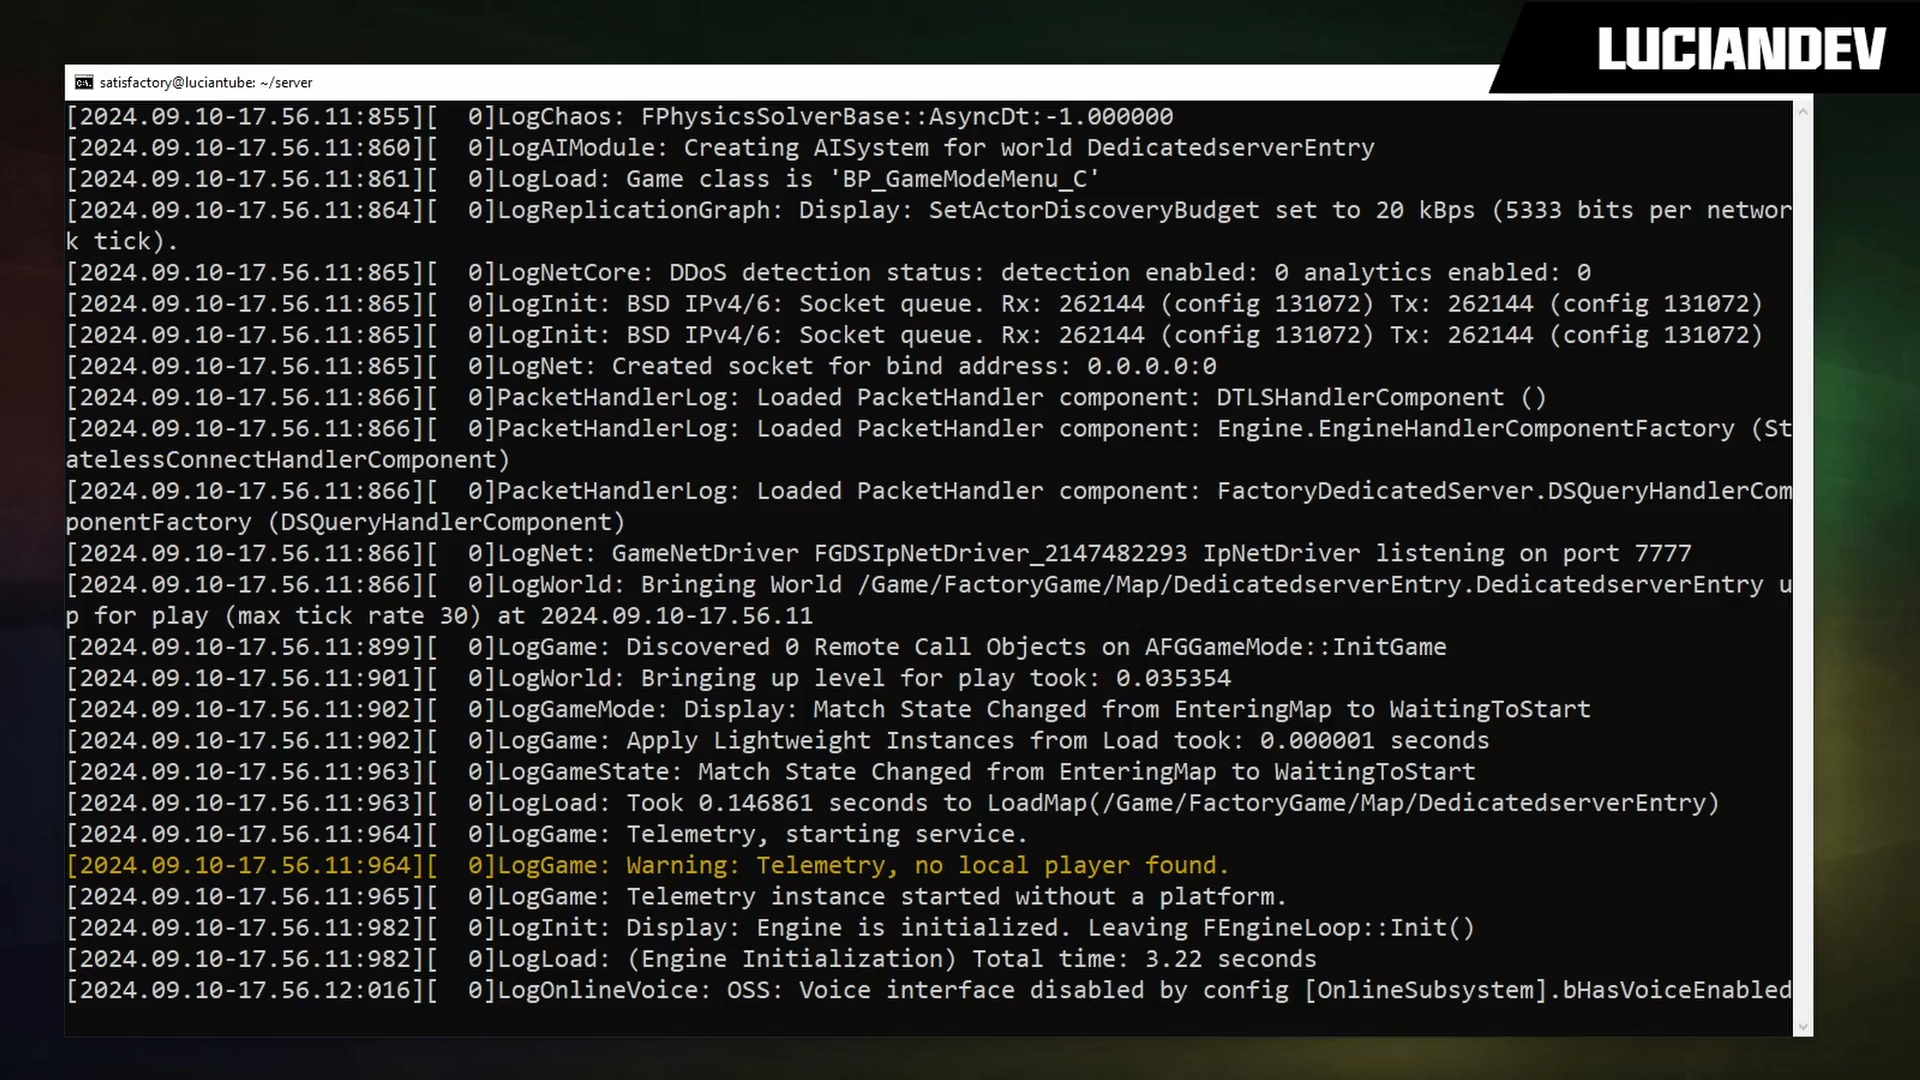 LUCIANDEV
satisfactory@luciantube: ~/server
[2024.09.10-17.56.11:855][  0]LogChaos: FPhysicsSolverBase::AsyncDt:-1.000000
[2024.09.10-17.56.11:860][  0]LogAIModule: Creating AISystem for world DedicatedserverEntry
[2024.09.10-17.56.11:861][  0]LogLoad: Game class is 'BP_GameModeMenu_C'
[2024.09.10-17.56.11:864][  0]LogReplicationGraph: Display: SetActorDiscoveryBudget set to 20 kBps (5333 bits per networ
k tick).
[2024.09.10-17.56.11:865][  0]LogNetCore: DDoS detection status: detection enabled: 0 analytics enabled: 0
[2024.09.10-17.56.11:865][  0]LogInit: BSD IPv4/6: Socket queue. Rx: 262144 (config 131072) Tx: 262144 (config 131072)
[2024.09.10-17.56.11:865][  0]LogInit: BSD IPv4/6: Socket queue. Rx: 262144 (config 131072) Tx: 262144 (config 131072)
[2024.09.10-17.56.11:865][  0]LogNet: Created socket for bind address: 0.0.0.0:0
[2024.09.10-17.56.11:866][  0]PacketHandlerLog: Loaded PacketHandler component: DTLSHandlerComponent ()
[2024.09.10-17.56.11:866][  0]PacketHandlerLog: Loaded PacketHandler component: Engine.EngineHandlerComponentFactory (St
atelessConnectHandlerComponent)
[2024.09.10-17.56.11:866][  0]PacketHandlerLog: Loaded PacketHandler component: FactoryDedicatedServer.DSQueryHandlerCom
ponentFactory (DSQueryHandlerComponent)
[2024.09.10-17.56.11:866][  0]LogNet: GameNetDriver FGDSIpNetDriver_2147482293 IpNetDriver listening on port 7777
[2024.09.10-17.56.11:866][  0]LogWorld: Bringing World /Game/FactoryGame/Map/DedicatedserverEntry.DedicatedserverEntry u
p for play (max tick rate 30) at 2024.09.10-17.56.11
[2024.09.10-17.56.11:899][  0]LogGame: Discovered 0 Remote Call Objects on AFGGameMode::InitGame
[2024.09.10-17.56.11:901][  0]LogWorld: Bringing up level for play took: 0.035354
[2024.09.10-17.56.11:902][  0]LogGameMode: Display: Match State Changed from EnteringMap to WaitingToStart
[2024.09.10-17.56.11:902][  0]LogGame: Apply Lightweight Instances from Load took: 0.000001 seconds
[2024.09.10-17.56.11:963][  0]LogGameState: Match State Changed from EnteringMap to WaitingToStart
[2024.09.10-17.56.11:963][  0]LogLoad: Took 0.146861 seconds to LoadMap(/Game/FactoryGame/Map/DedicatedserverEntry)
[2024.09.10-17.56.11:964][  0]LogGame: Telemetry, starting service.
[2024.09.10-17.56.11:964][  0]LogGame: Warning: Telemetry, no local player found.
[2024.09.10-17.56.11:965][  0]LogGame: Telemetry instance started without a platform.
[2024.09.10-17.56.11:982][  0]LogInit: Display: Engine is initialized. Leaving FEngineLoop::Init()
[2024.09.10-17.56.11:982][  0]LogLoad: (Engine Initialization) Total time: 3.22 seconds
[2024.09.10-17.56.12:016][  0]LogOnlineVoice: OSS: Voice interface disabled by config [OnlineSubsystem].bHasVoiceEnabled